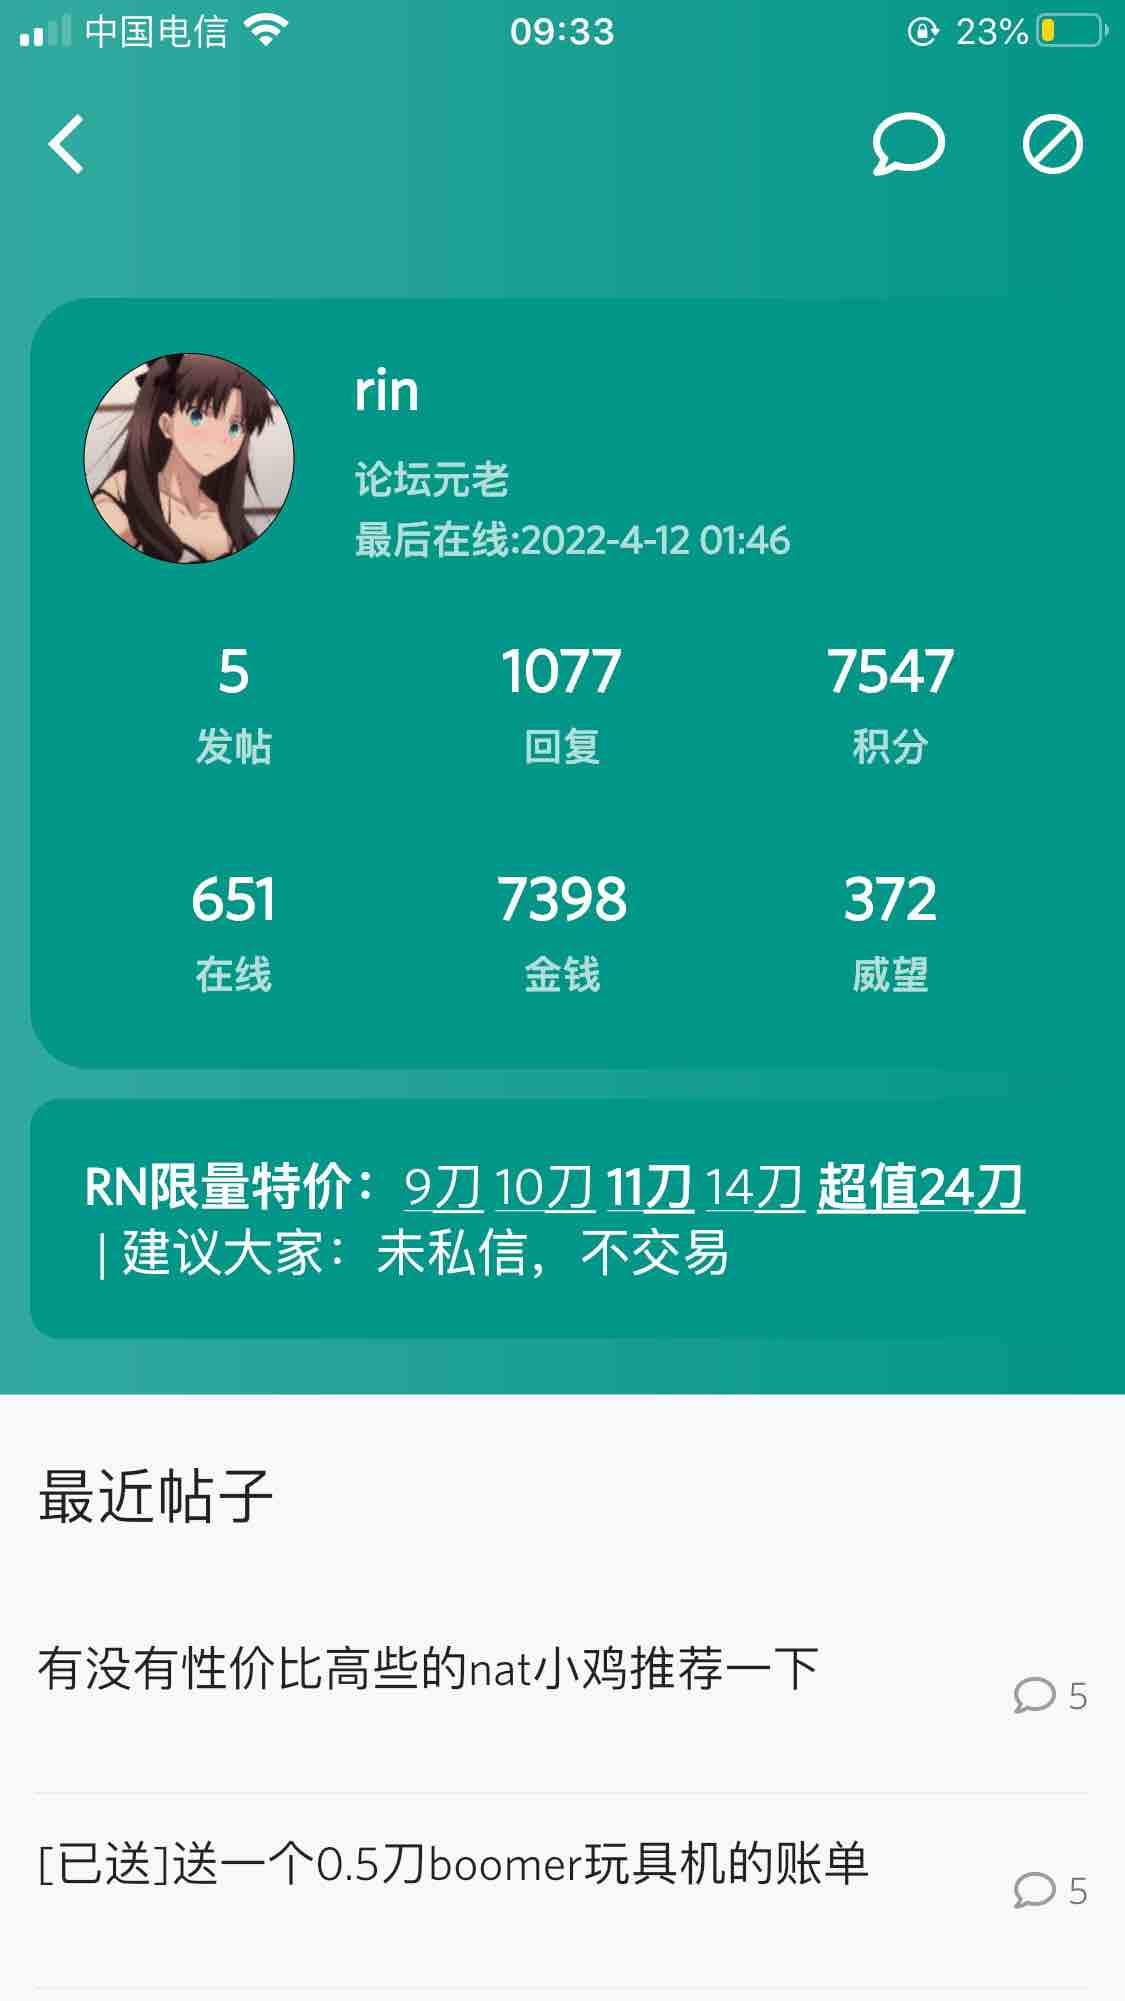 中国电信 09:33 23%
rin
论坛元老
最后在线:2022-4-12 01:46
5 1077 7547
发帖 回复 积分
651 7398 372
在线 金钱 威望
RN限量特价：9刀 10刀 11刀 14刀 超值24刀
| 建议大家：未私信，不交易
最近帖子
有没有性价比高些的nat小鸡推荐一下
5
[已送]送一个0.5刀boomer玩具机的账单
5